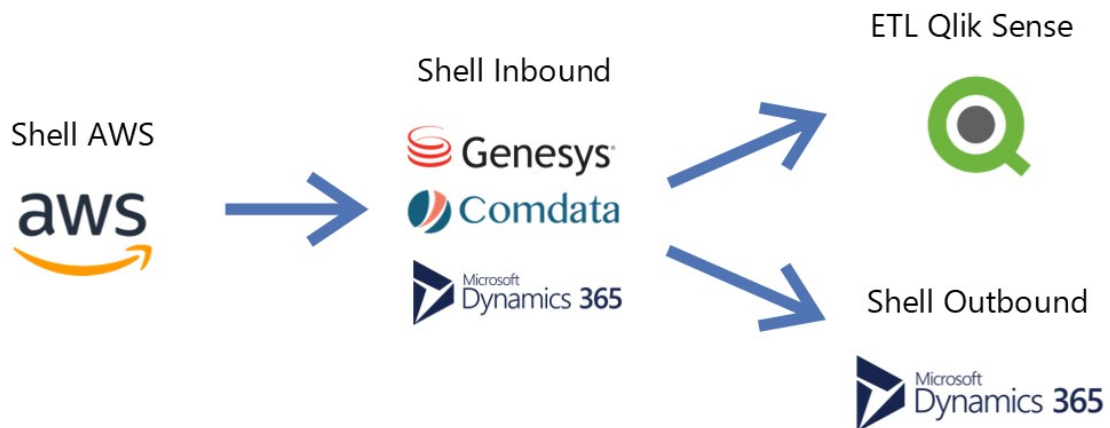 Shell AWS
aws
Shell Inbound
Genesys
Comdata
Microsoft
Dynamics 365
ETL Qlik Sense
Shell Outbound
Microsoft
Dynamics 365